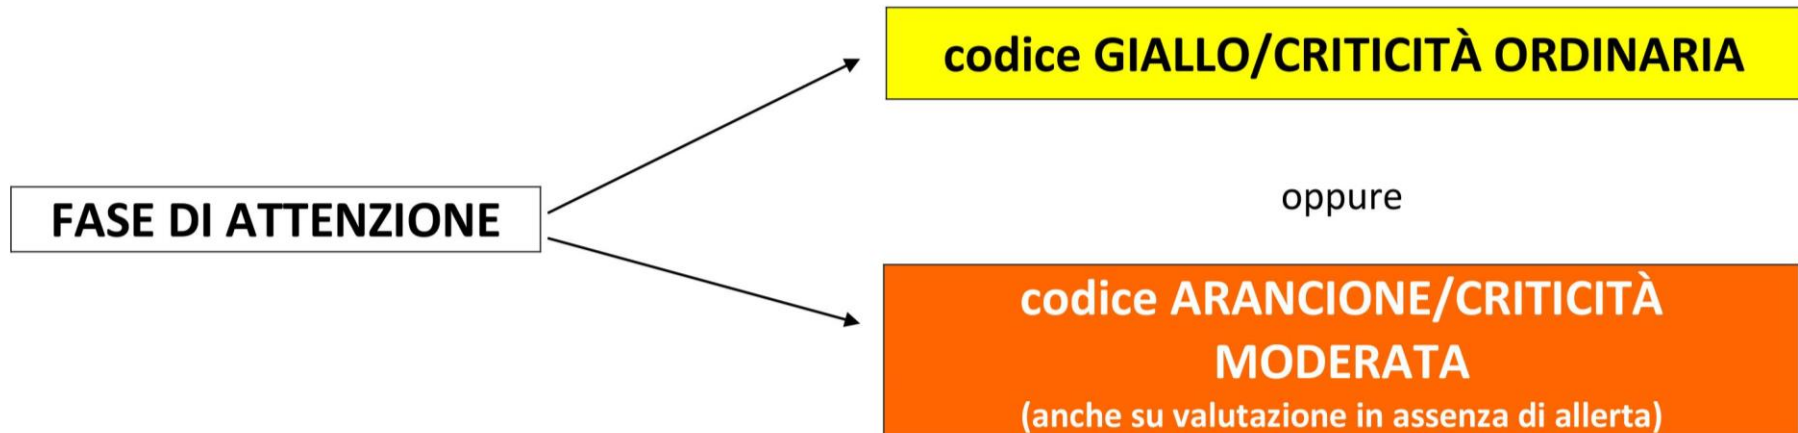 codice GIALLO/CRITICITÀ ORDINARIA
oppure
FASE DI ATTENZIONE
codice ARANCIONE/CRITICITÀ
MODERATA
(anche su valutazione in assenza di allerta)